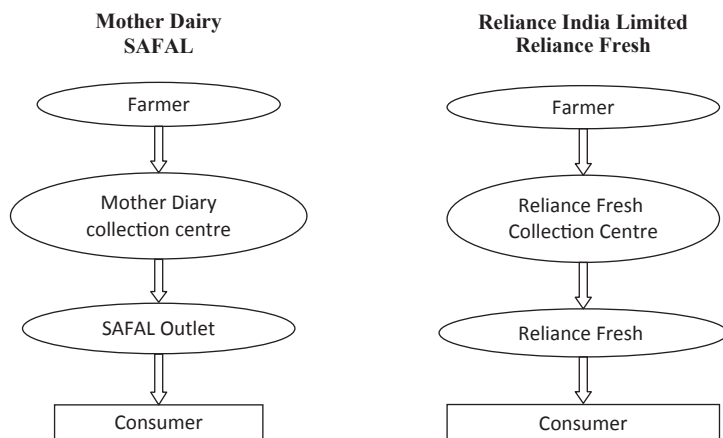 Mother Dairy
SAFAL
Farmer
Mother Diary
collection centre
SAFAL Outlet
Consumer
Reliance India Limited
Reliance Fresh
Farmer
Reliance Fresh
Collection Centre
Reliance Fresh
Consumer